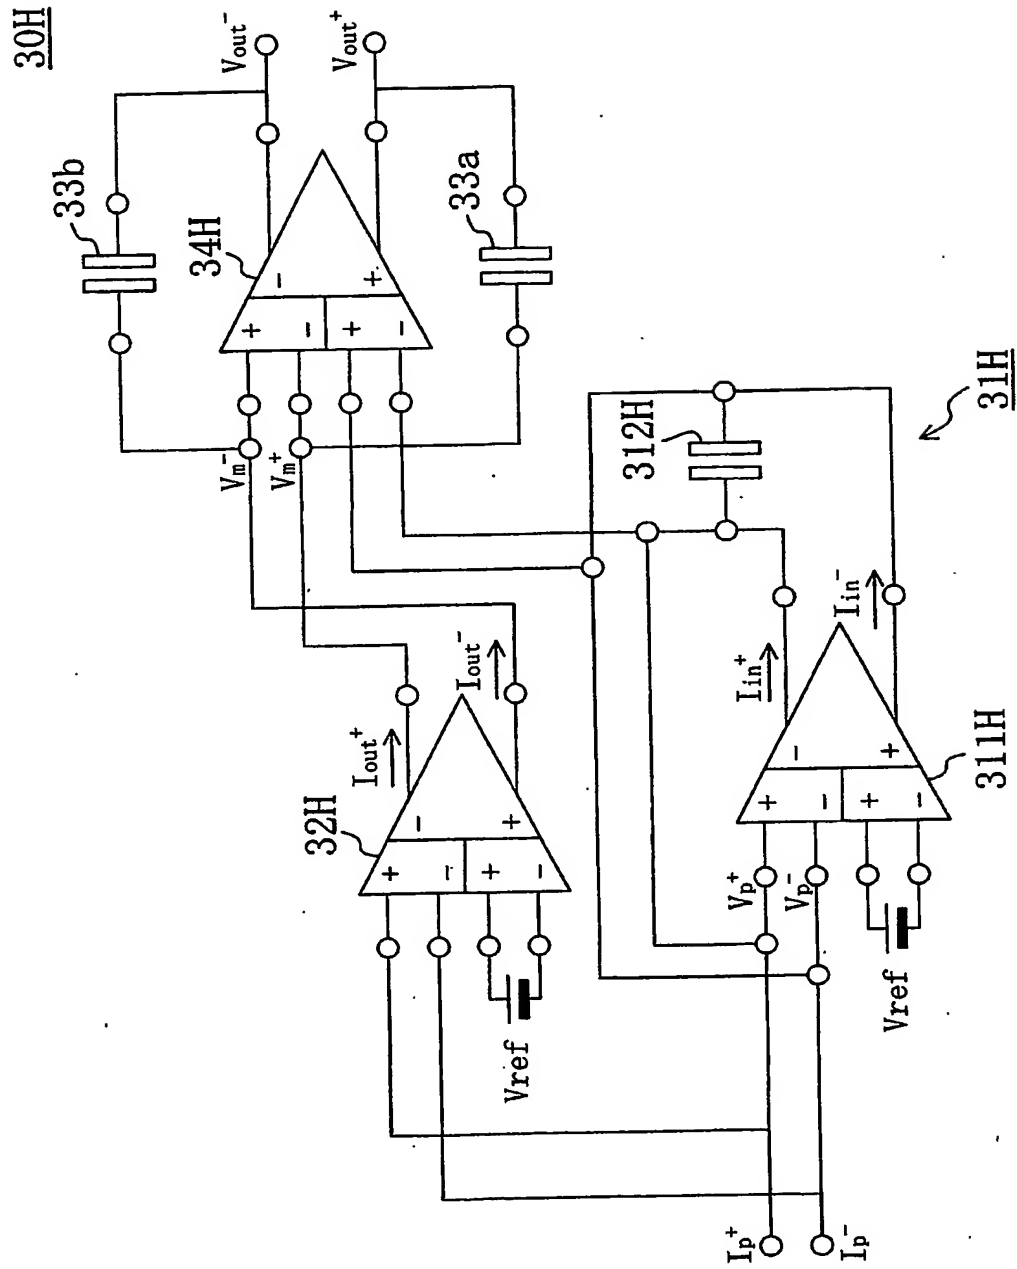 30H
Vout-
Vout+
33b
34H
33a
+
-
+
-
-
+
Vm-
Vm+
312H
31H
Iout+
Iout-
32H
+
-
+
-
-
+
Vref
Iin+
Iin-
311H
Vp+
Vp-
+
-
+
-
-
+
Vref
Ip+
Ip-